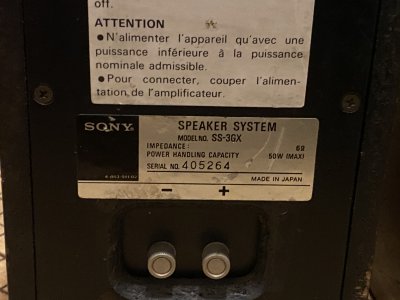 off.
ATTENTION
● N'alimenter l'appareil qu'avec une
puissance inférieure à la puissance
nominale admissible.
● Pour connecter, couper l'alimen-
tation de l'amplificateur.
SONY SPEAKER SYSTEM
MODEL NO. SS-3GX
IMPEDANCE: 6Ω
POWER HANDLING CAPACITY 50W (MAX)
SERIAL NO. 405264
MADE IN JAPAN
− +